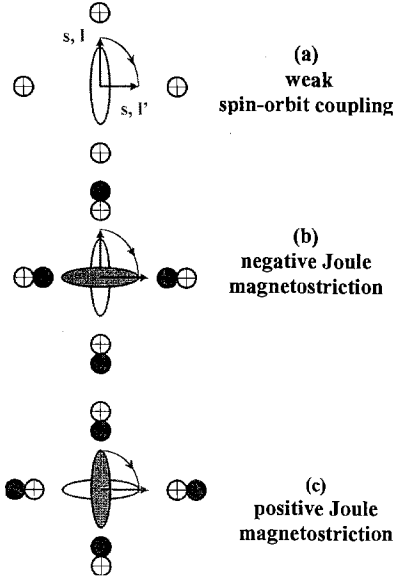 s, l
s, l'
(a)
weak
spin-orbit coupling
(b)
negative Joule
magnetostriction
(c)
positive Joule
magnetostriction